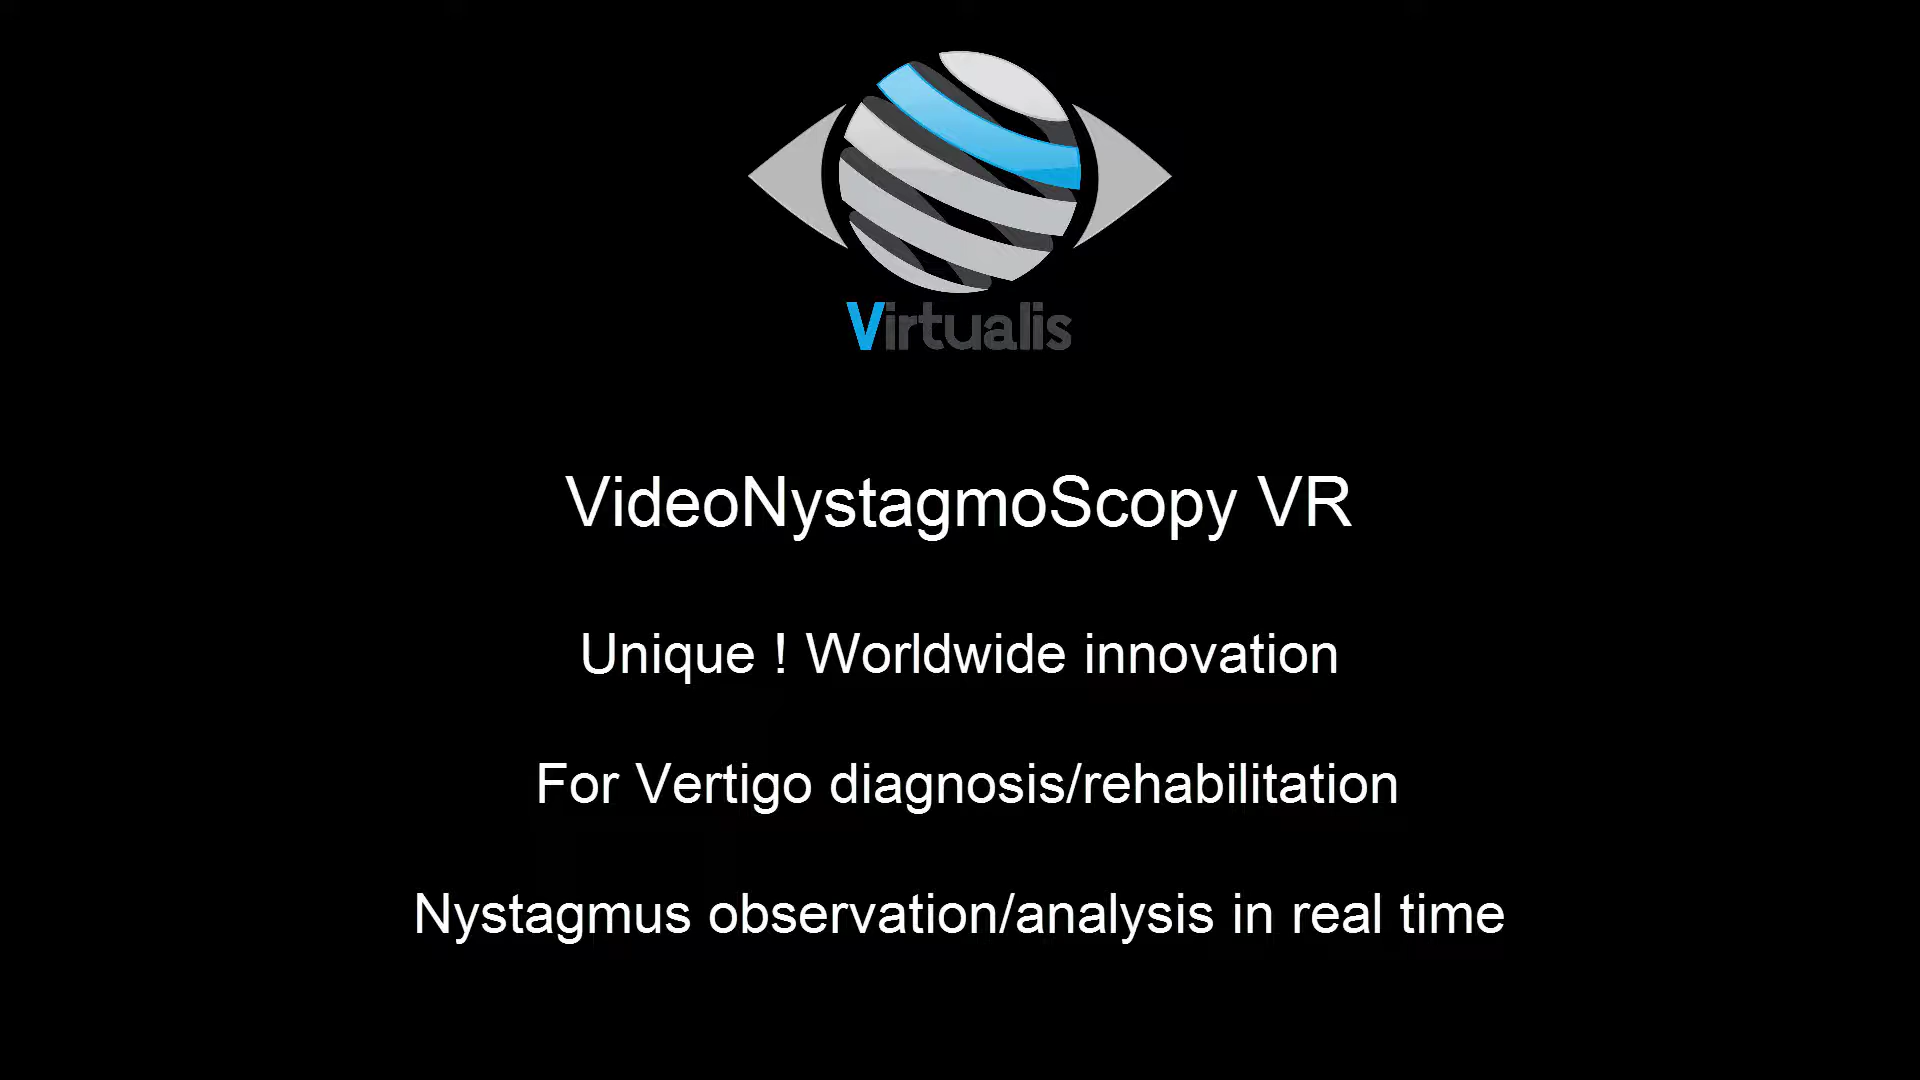 Virtualis
VideoNystagmoScopy VR
Unique ! Worldwide innovation
For Vertigo diagnosis/rehabilitation
Nystagmus observation/analysis in real time